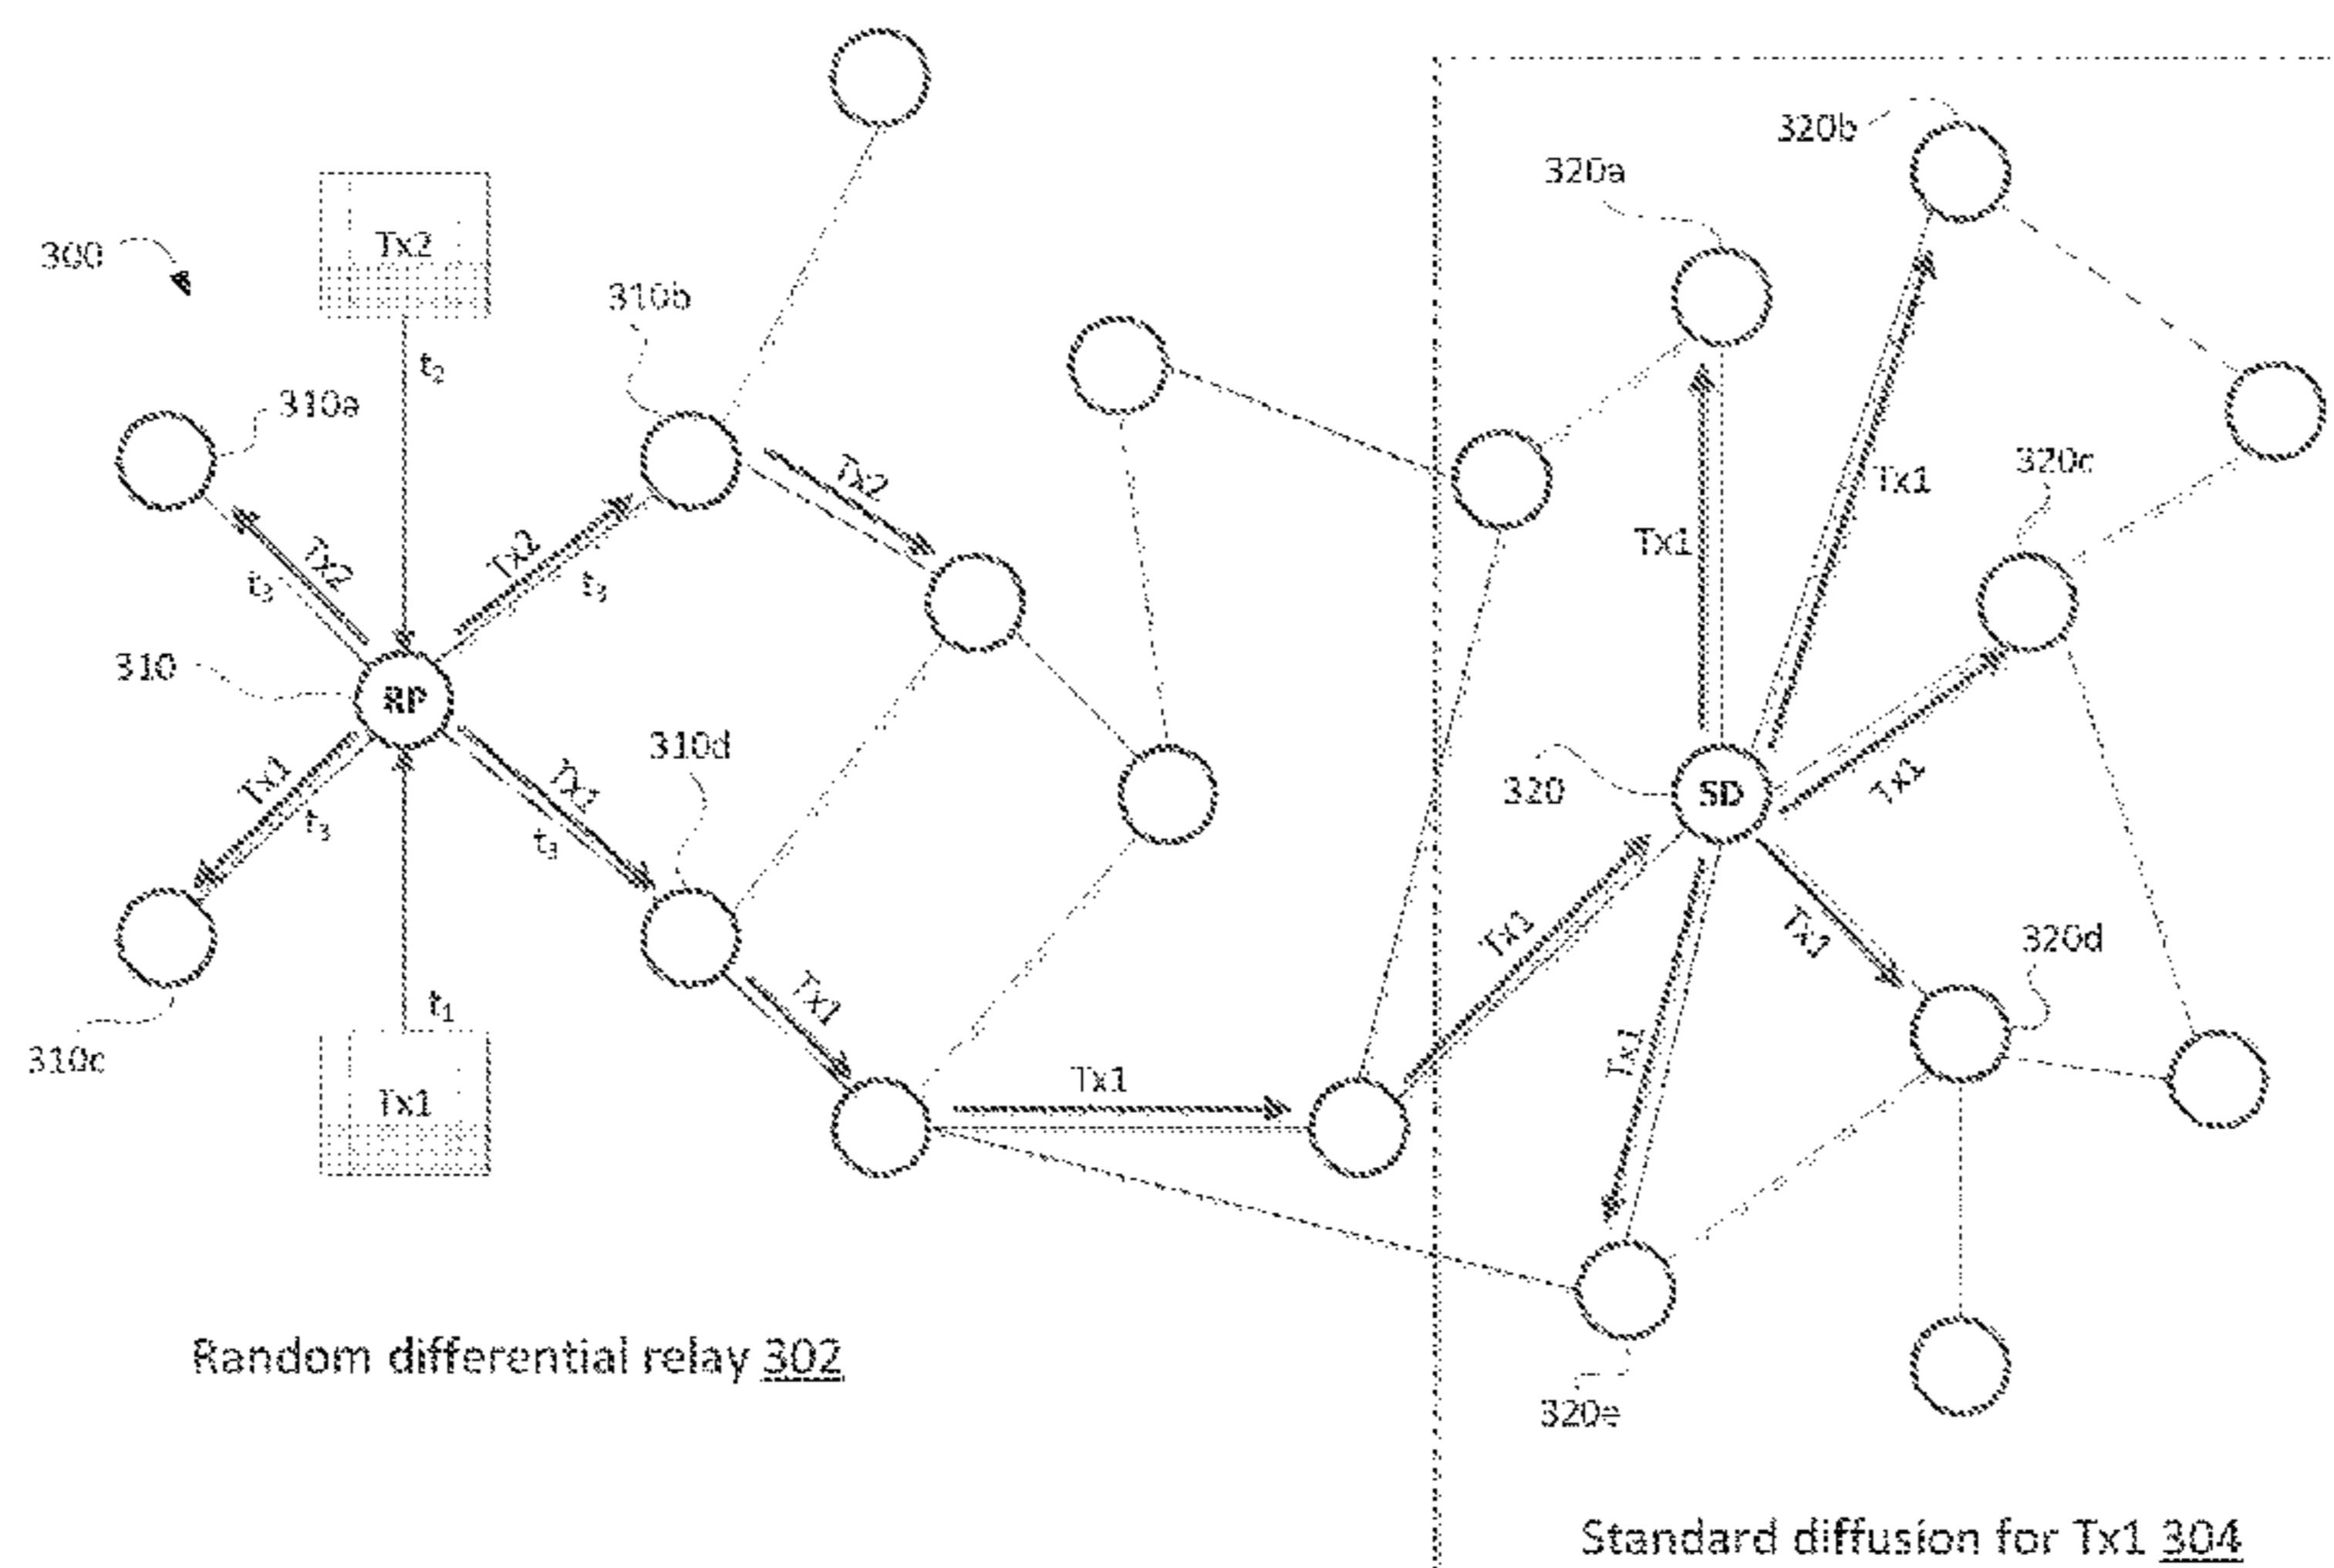 320b
320a
300
Tx2
310b
t2
310a
Tx2
320c
Tx1
Tx1
Tx2
Tx2
t3
t3
310
RP
310d
Tx1
Tx1
t3
t3
320
SD
Tx1
Tx1
Tx1
320d
Tx1
t1
310c
Tx1
Tx1
Tx1
Random differential relay 302
320e
Standard diffusion for Tx1 304